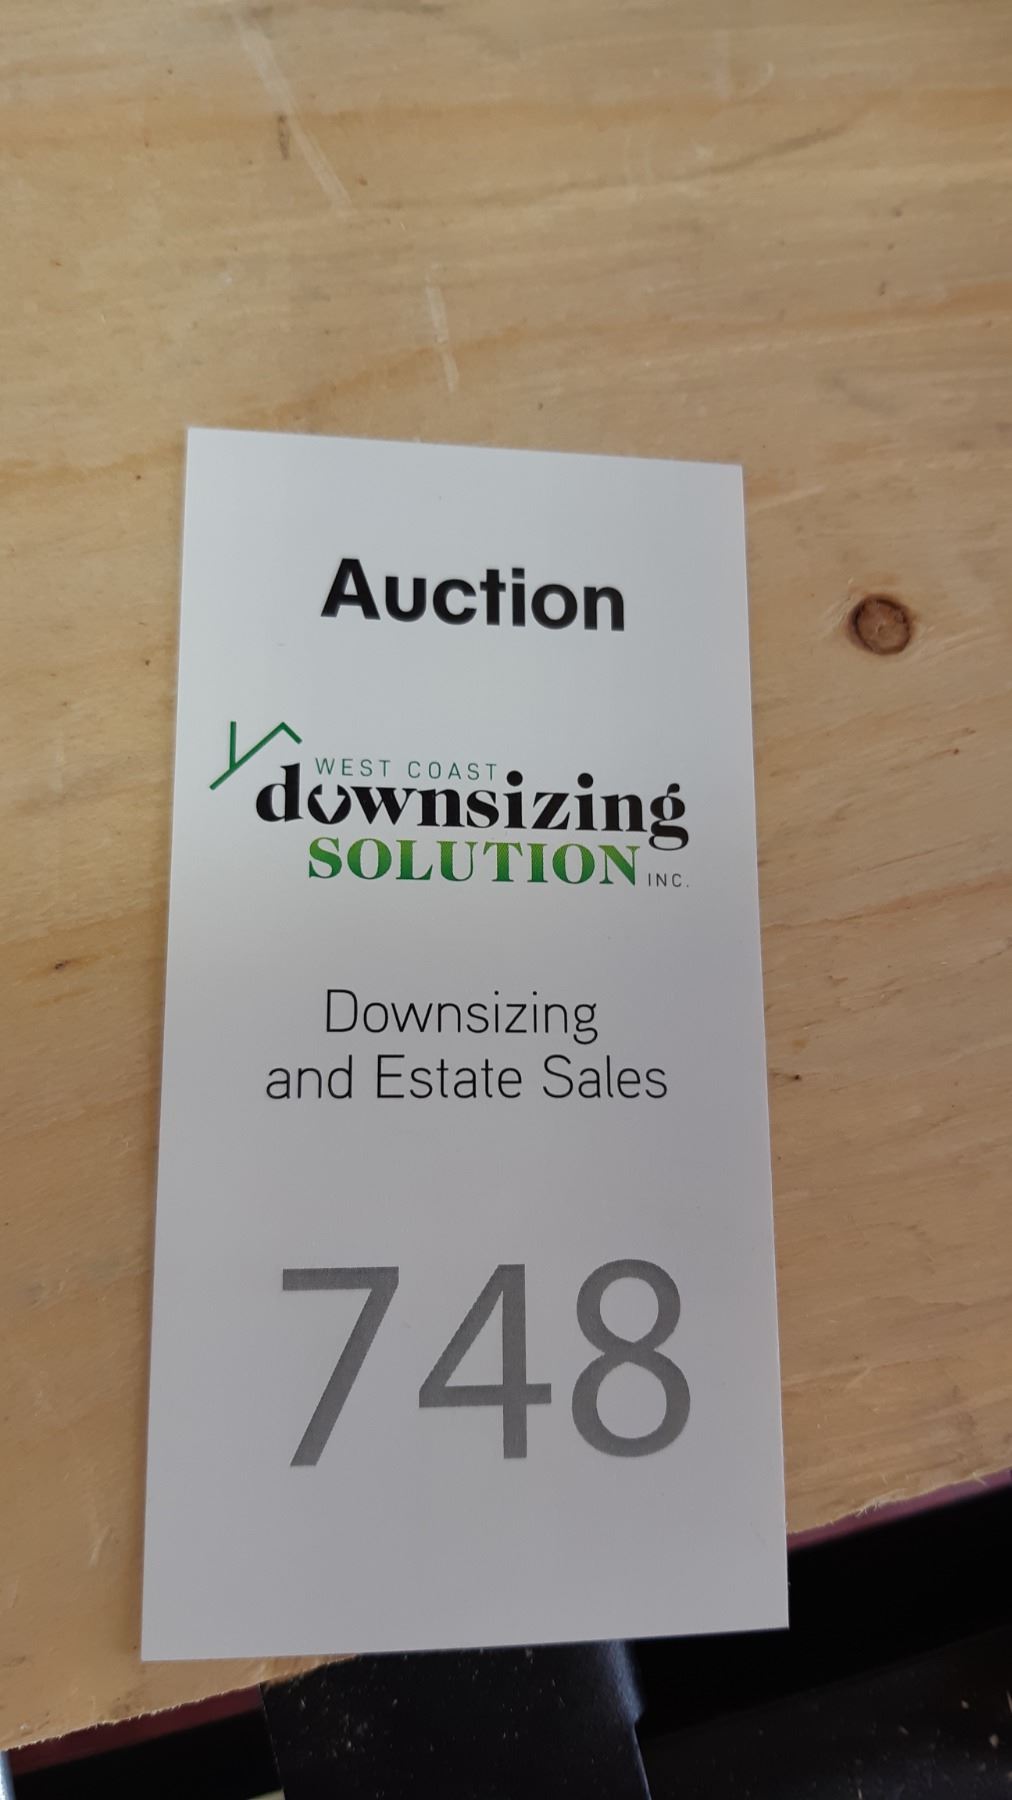 Auction
WEST COAST
downsizing
SOLUTION INC.
Downsizing
and Estate Sales
748